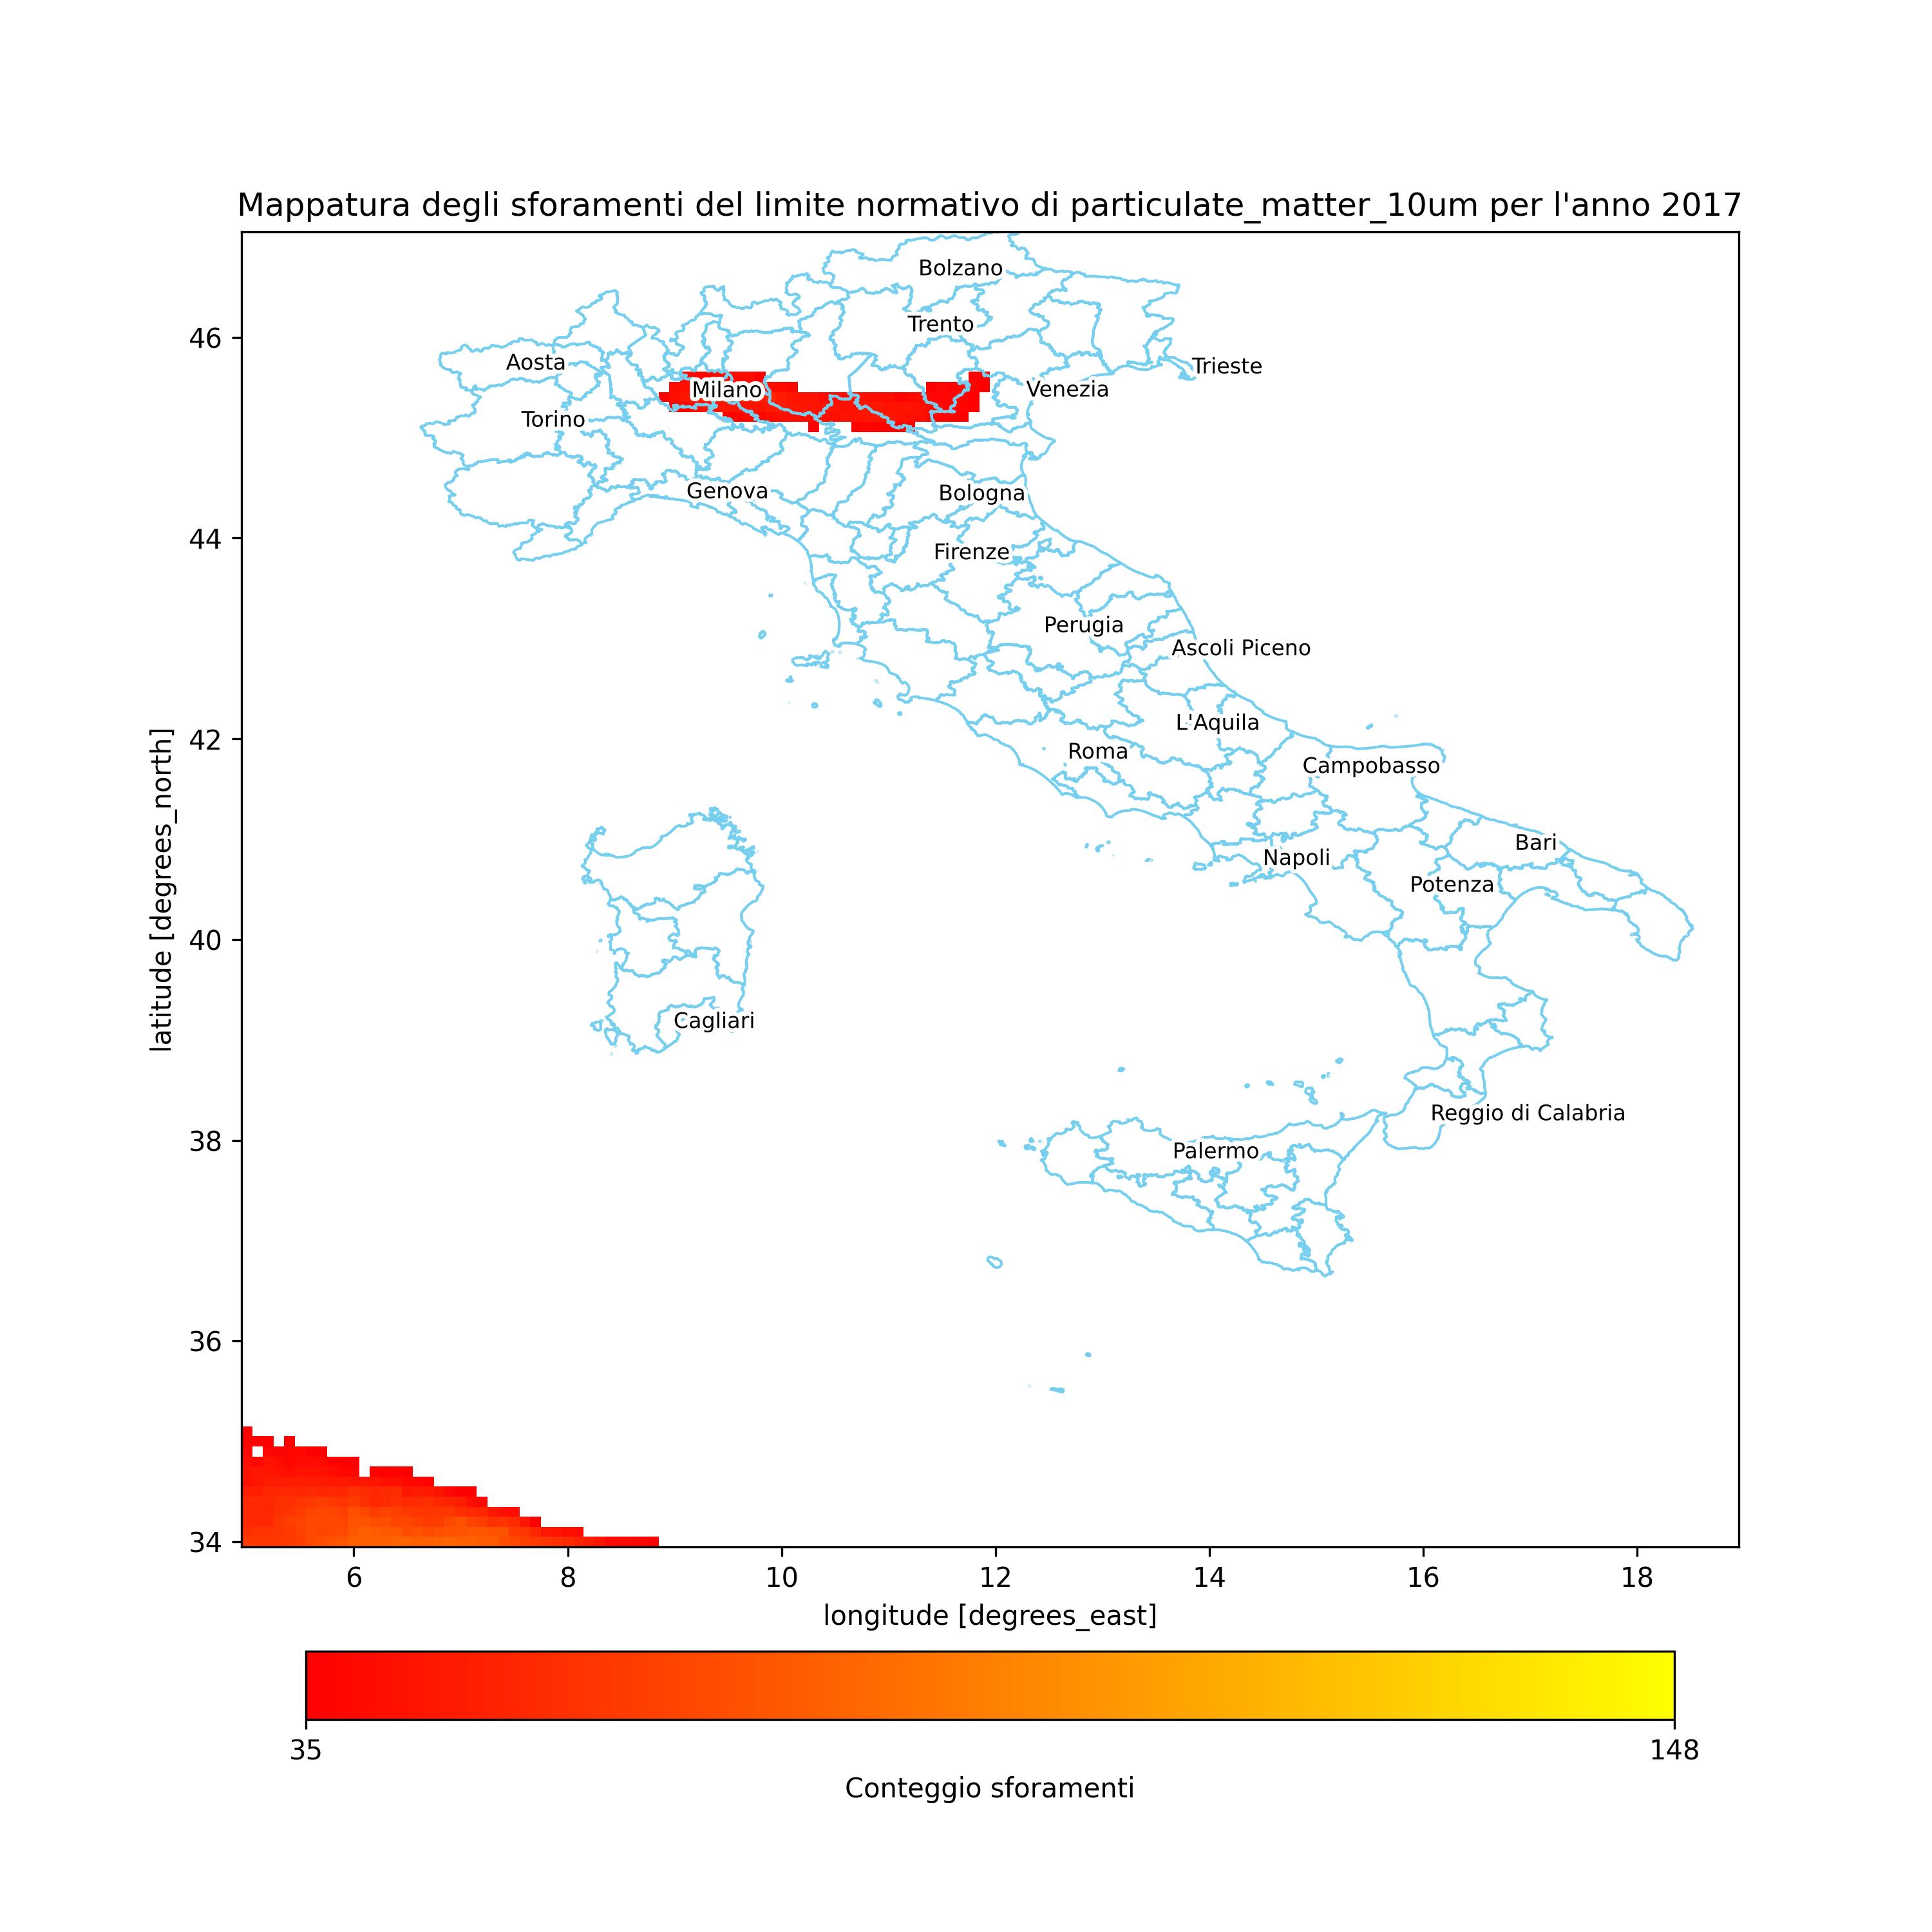 Mappatura degli sforamenti del limite normativo di particulate_matter_10um per l'anno 2017
Bolzano
Trento
Aosta
Trieste
Milano
Venezia
Torino
Genova
Bologna
Firenze
Perugia
Ascoli Piceno
L'Aquila
Roma
Campobasso
Bari
Napoli
Potenza
Cagliari
Reggio di Calabria
Palermo
latitude [degrees_north]
46
44
42
40
38
36
34
6 8 10 12 14 16 18
longitude [degrees_east]
35 148
Conteggio sforamenti